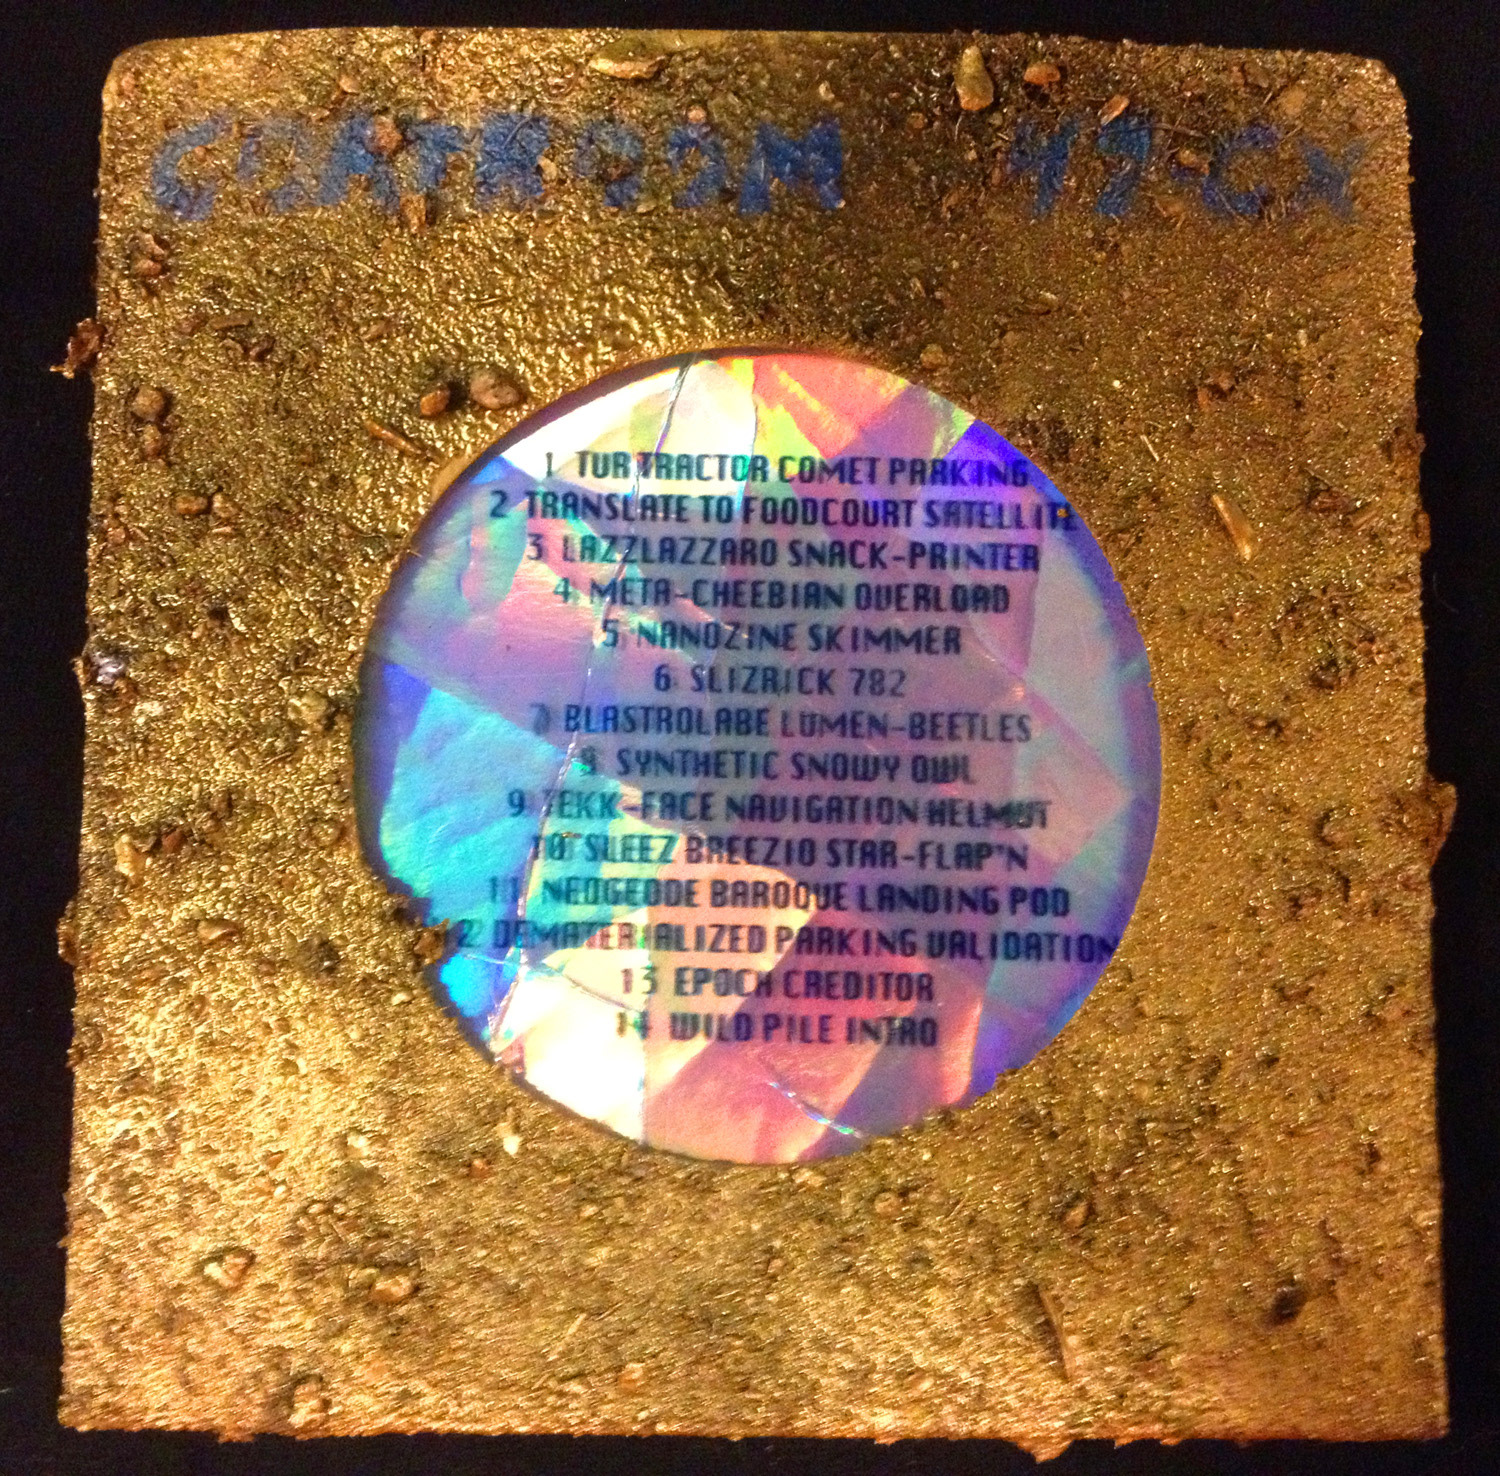 1 TUR TRACTOR COMET PARKING
2 TRANSLATE TO FOODCOURT SATELLITE
3 LAZZLAZZARO SNACK-PRINTER
4 META-CHEEBIAN OVERLOAD
5 NANOZINE SKIMMER
6 SLIZRICK 782
7 BLASTROLABE LUMEN-BEETLES
8 SYNTHETIC SNOWY OWL
9 TEKK-FACE NAVIGATION HELMUT
10 SLEEZ BREEZIO STAR-FLAP'N
11 NEOGEODE BAROQUE LANDING POD
12 DEMATERIALIZED PARKING VALIDATION
13 EPOCH CREDITOR
14 WILD PILE INTRO